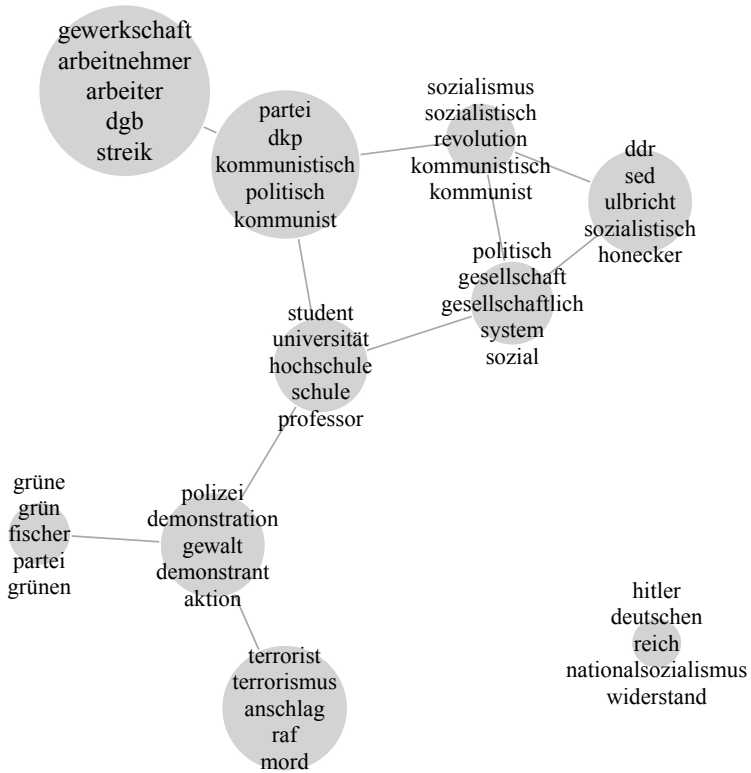 gewerkschaft
arbeitnehmer
arbeiter
dgb
streik
partei
dkp
kommunistisch
politisch
kommunist
sozialismus
sozialistisch
revolution
kommunistisch
kommunist
ddr
sed
ulbricht
sozialistisch
honecker
politisch
gesellschaft
gesellschaftlich
system
sozial
student
universität
hochschule
schule
professor
grüne
grün
fischer
partei
grünen
polizei
demonstration
gewalt
demonstrant
aktion
hitler
deutschen
reich
nationalsozialismus
widerstand
terrorist
terrorismus
anschlag
raf
mord